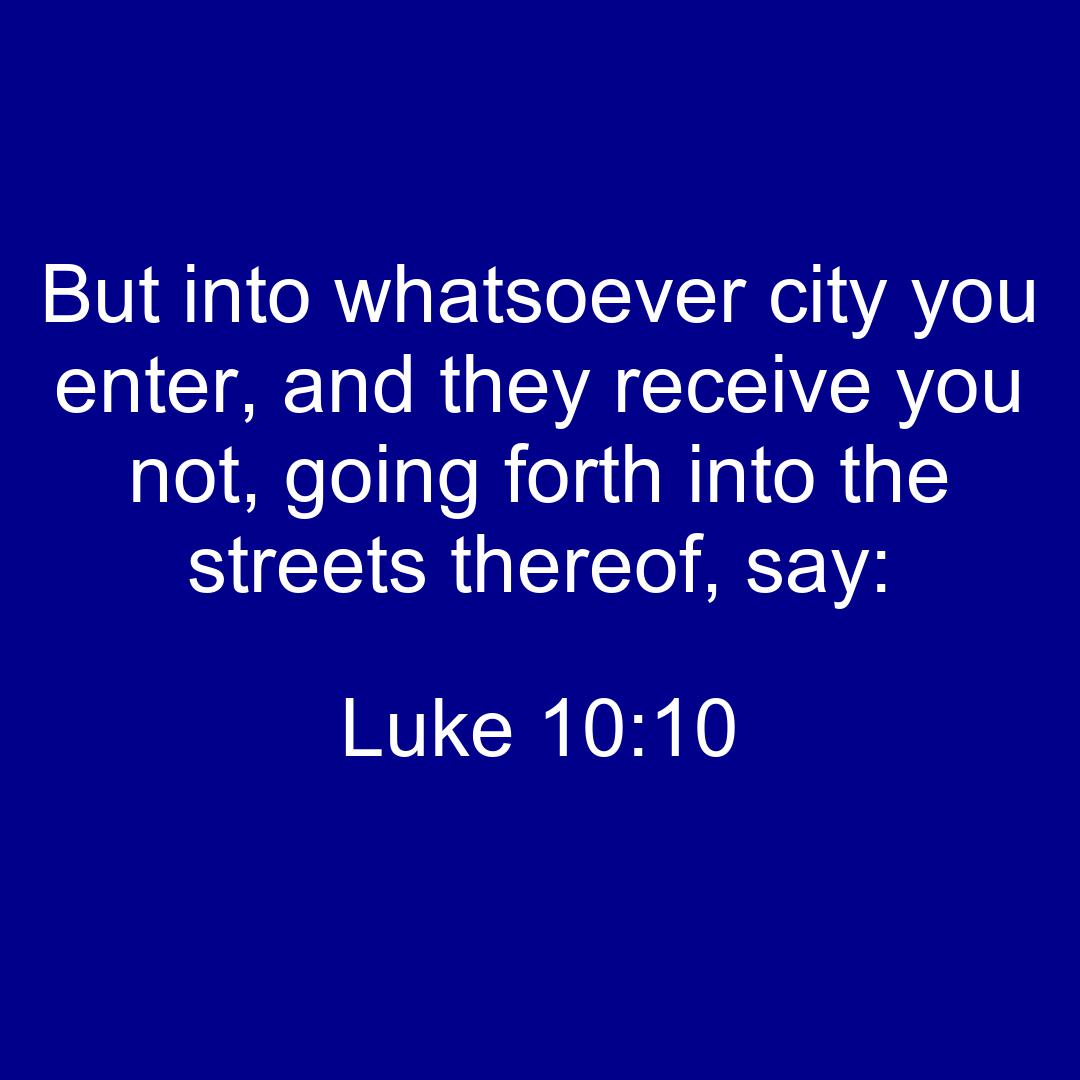 But into whatsoever city you
enter, and they receive you
not, going forth into the
streets thereof, say:
Luke 10:10